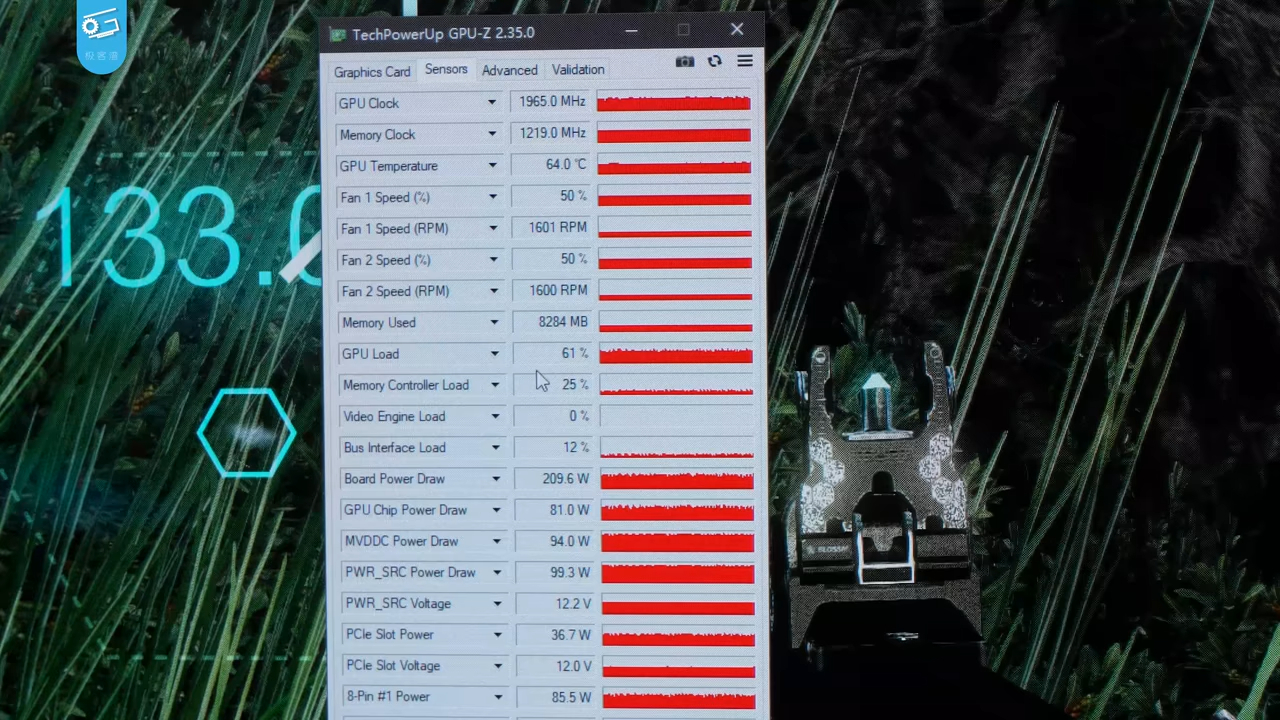 极客湾
TechPowerUp GPU-Z 2.35.0
Graphics Card Sensors Advanced Validation
GPU Clock 1965.0 MHz
Memory Clock 1219.0 MHz
GPU Temperature 64.0 °C
Fan 1 Speed (%) 50 %
Fan 1 Speed (RPM) 1601 RPM
Fan 2 Speed (%) 50 %
Fan 2 Speed (RPM) 1600 RPM
Memory Used 8284 MB
GPU Load 61 %
Memory Controller Load 25 %
Video Engine Load 0 %
Bus Interface Load 12 %
Board Power Draw 209.6 W
GPU Chip Power Draw 81.0 W
MVDDC Power Draw 94.0 W
PWR_SRC Power Draw 99.3 W
PWR_SRC Voltage 12.2 V
PCIe Slot Power 36.7 W
PCIe Slot Voltage 12.0 V
8-Pin #1 Power 85.5 W
133.0